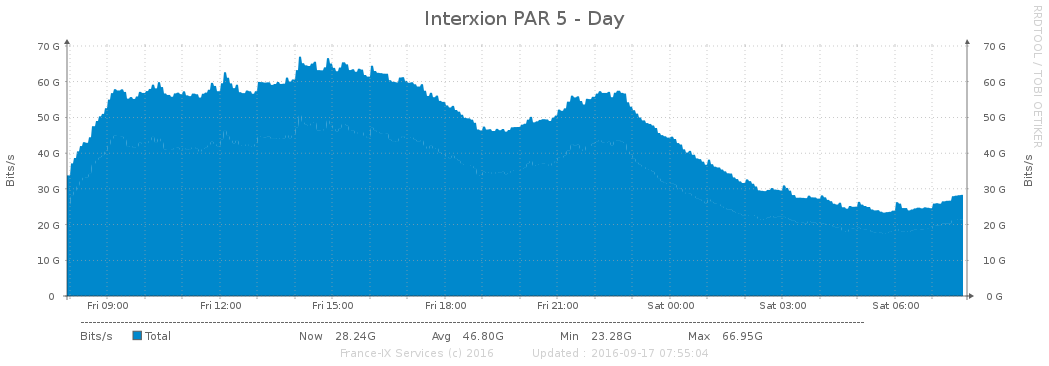 Interxion PAR 5 - Day
RRDTOOL / TOBI OETIKER
Bits/s
70 G
60 G
50 G
40 G
30 G
20 G
10 G
0
70 G
60 G
50 G
40 G
30 G
20 G
10 G
0 G
Bits/s
Fri 09:00 Fri 12:00 Fri 15:00 Fri 18:00 Fri 21:00 Sat 00:00 Sat 03:00 Sat 06:00
Bits/s Total Now 28.24G Avg 46.80G Min 23.28G Max 66.95G
France-IX Services (c) 2016 Updated : 2016-09-17 07:55:04